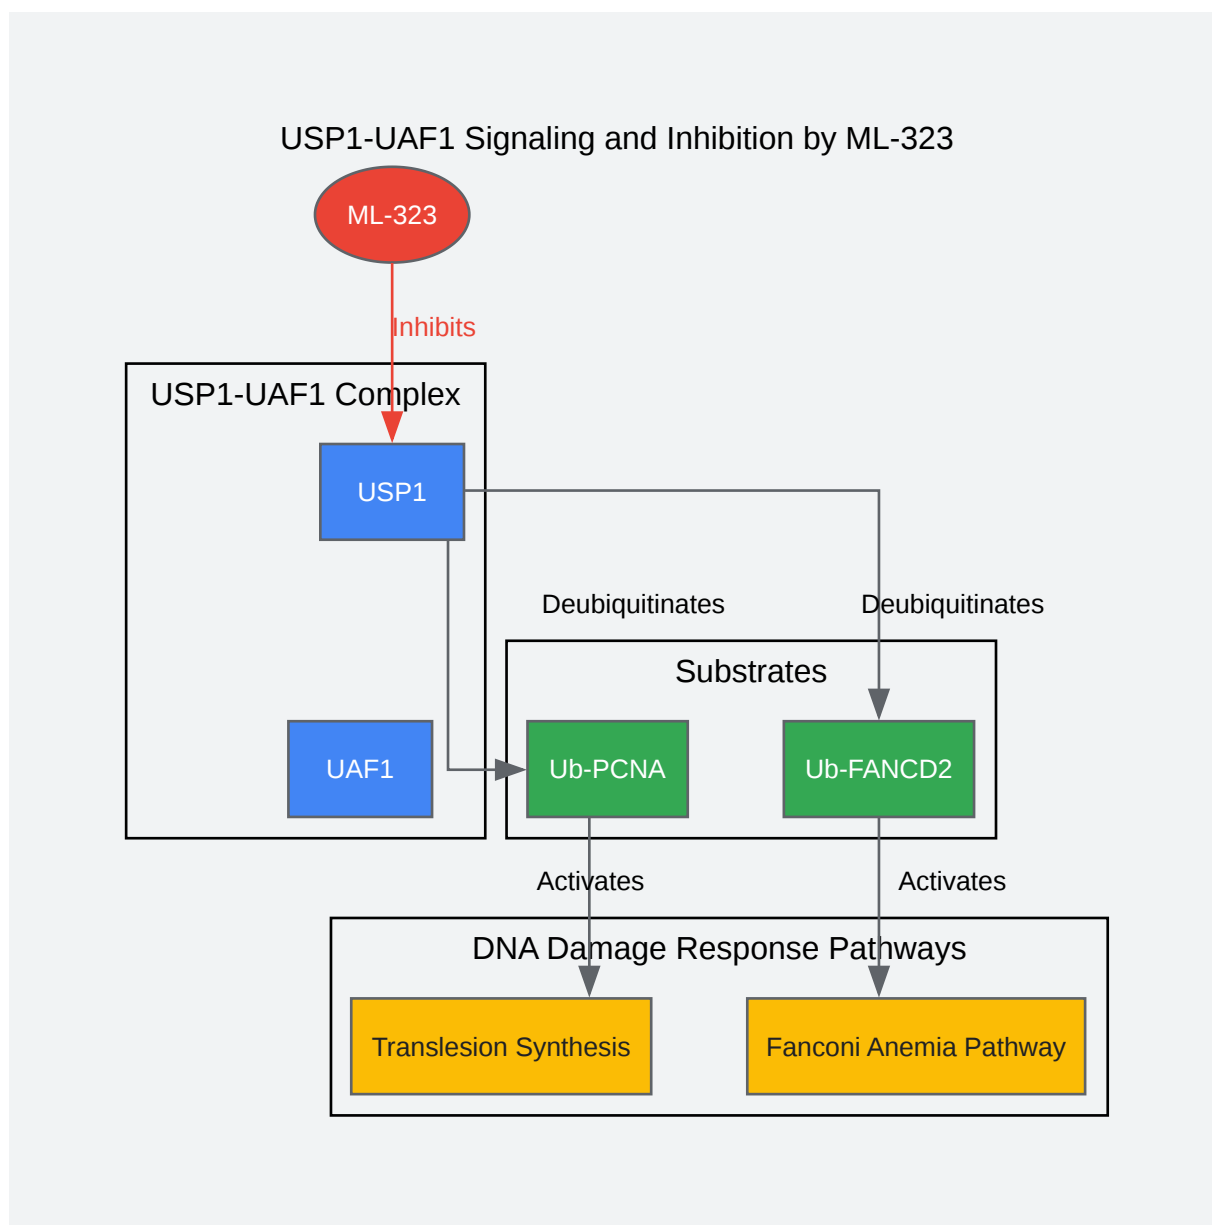 USP1-UAF1 Signaling and Inhibition by ML-323
ML-323
Inhibits
USP1-UAF1 Complex
USP1
Deubiquitinates
Deubiquitinates
Substrates
UAF1
Ub-PCNA
Ub-FANCD2
Activates
Activates
DNA Damage Response Pathways
Translesion Synthesis
Fanconi Anemia Pathway